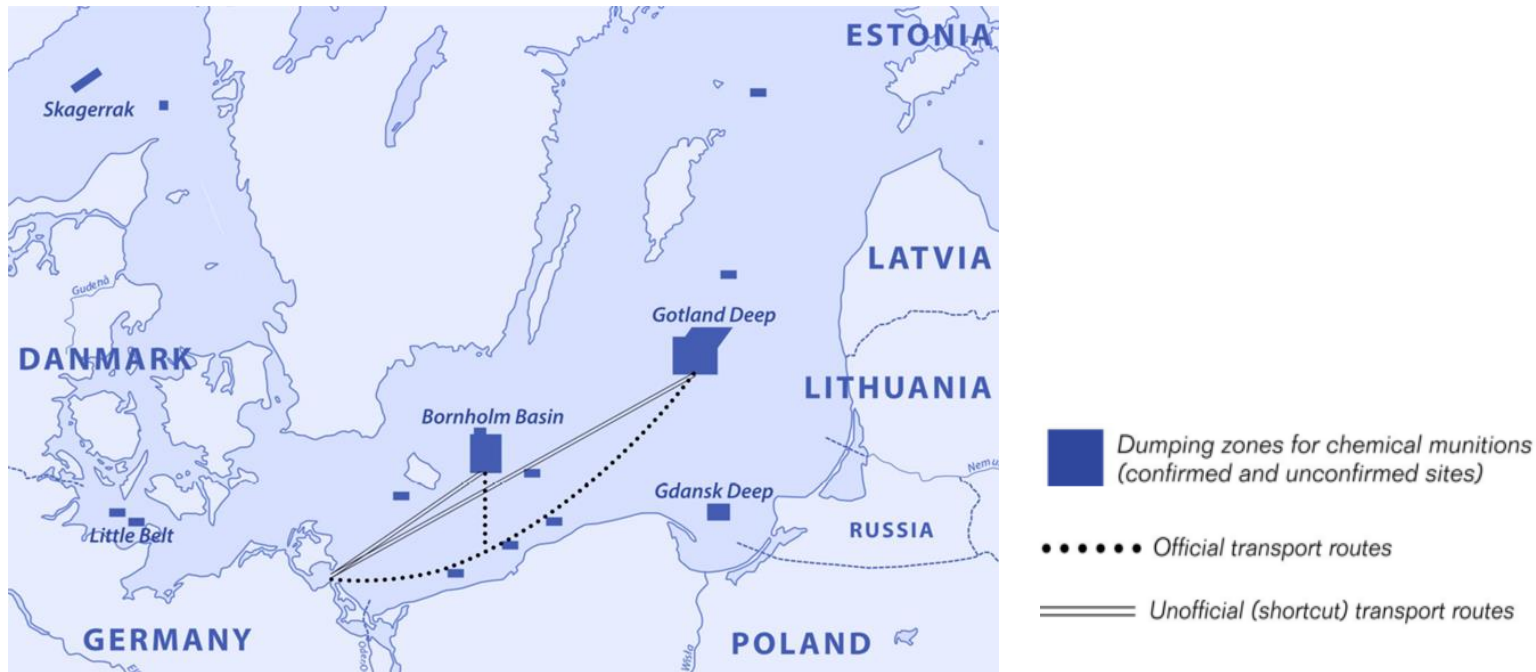 ESTONIA
Skagerrak
LATVIA
Gudenå
Gotland Deep
DANMARK
LITHUANIA
Bornholm Basin
Gdansk Deep
Little Belt
RUSSIA
GERMANY
POLAND
Wisło
Dumping zones for chemical munitions
(confirmed and unconfirmed sites)
Official transport routes
Unofficial (shortcut) transport routes